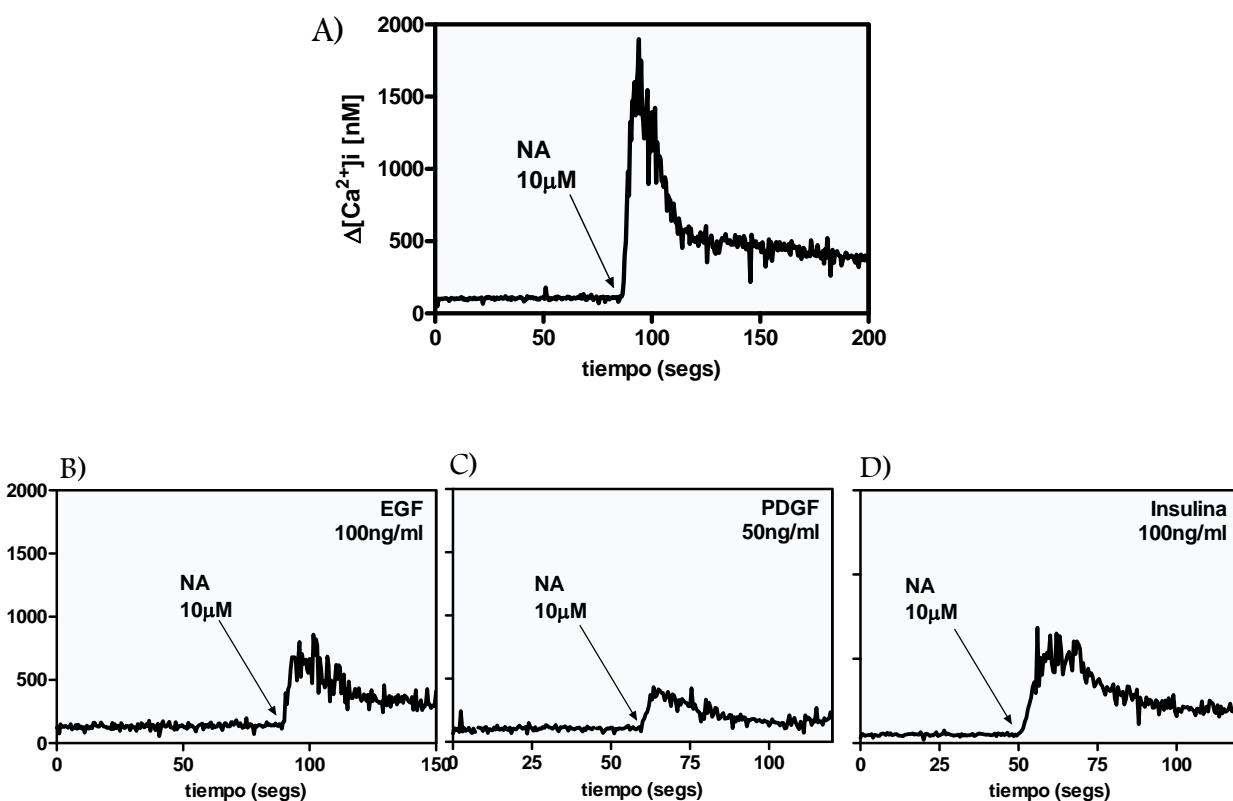 A)
2000
1500
1000
500
0
Δ[Ca²⁺]i [nM]
NA
10μM
0 50 100 150 200
tiempo (segs)
B)
2000
1500
1000
500
0
EGF
100ng/ml
NA
10μM
0 50 100 150
tiempo (segs)
C)
PDGF
50ng/ml
NA
10μM
0 25 50 75 100
tiempo (segs)
D)
Insulina
100ng/ml
NA
10μM
0 25 50 75 100
tiempo (segs)